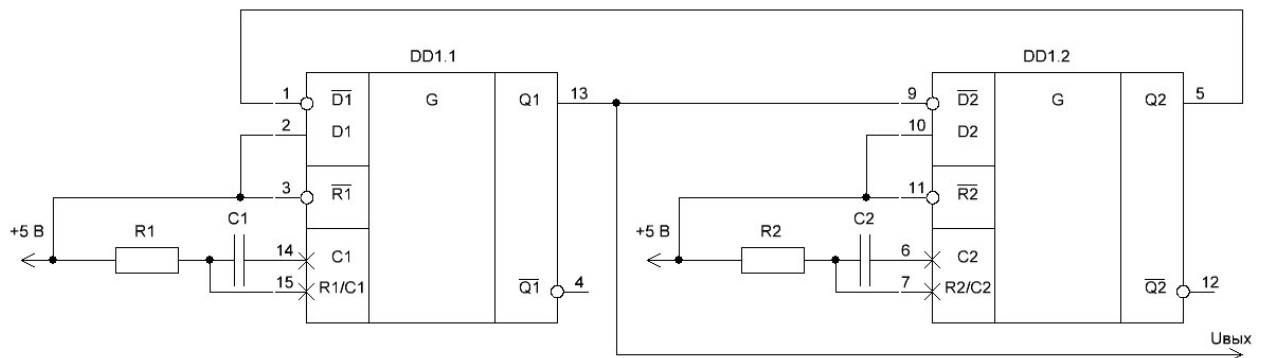 DD1.1
DD1.2
1 D1 G Q1 13
2 D1
3 R1
+5 В R1 C1 14 C1
15 R1/C1 Q1 4
9 D2 G Q2 5
10 D2
11 R2
+5 В R2 C2 6 C2
7 R2/C2 Q2 12
Uвых